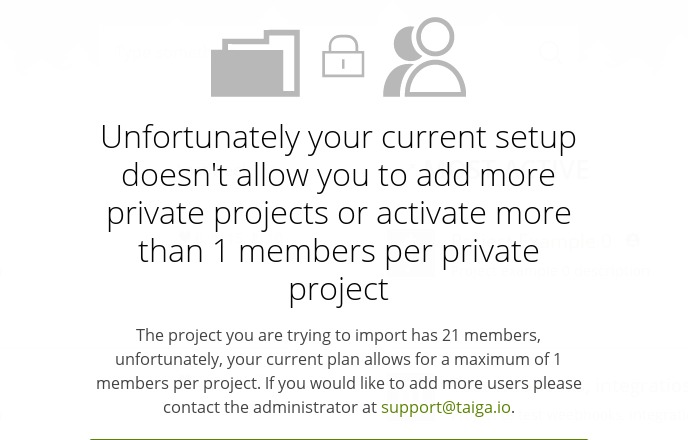 Unfortunately your current setup
doesn't allow you to add more
private projects or activate more
than 1 members per private
project
The project you are trying to import has 21 members,
unfortunately, your current plan allows for a maximum of 1
members per project. If you would like to add more users please
contact the administrator at support@taiga.io.